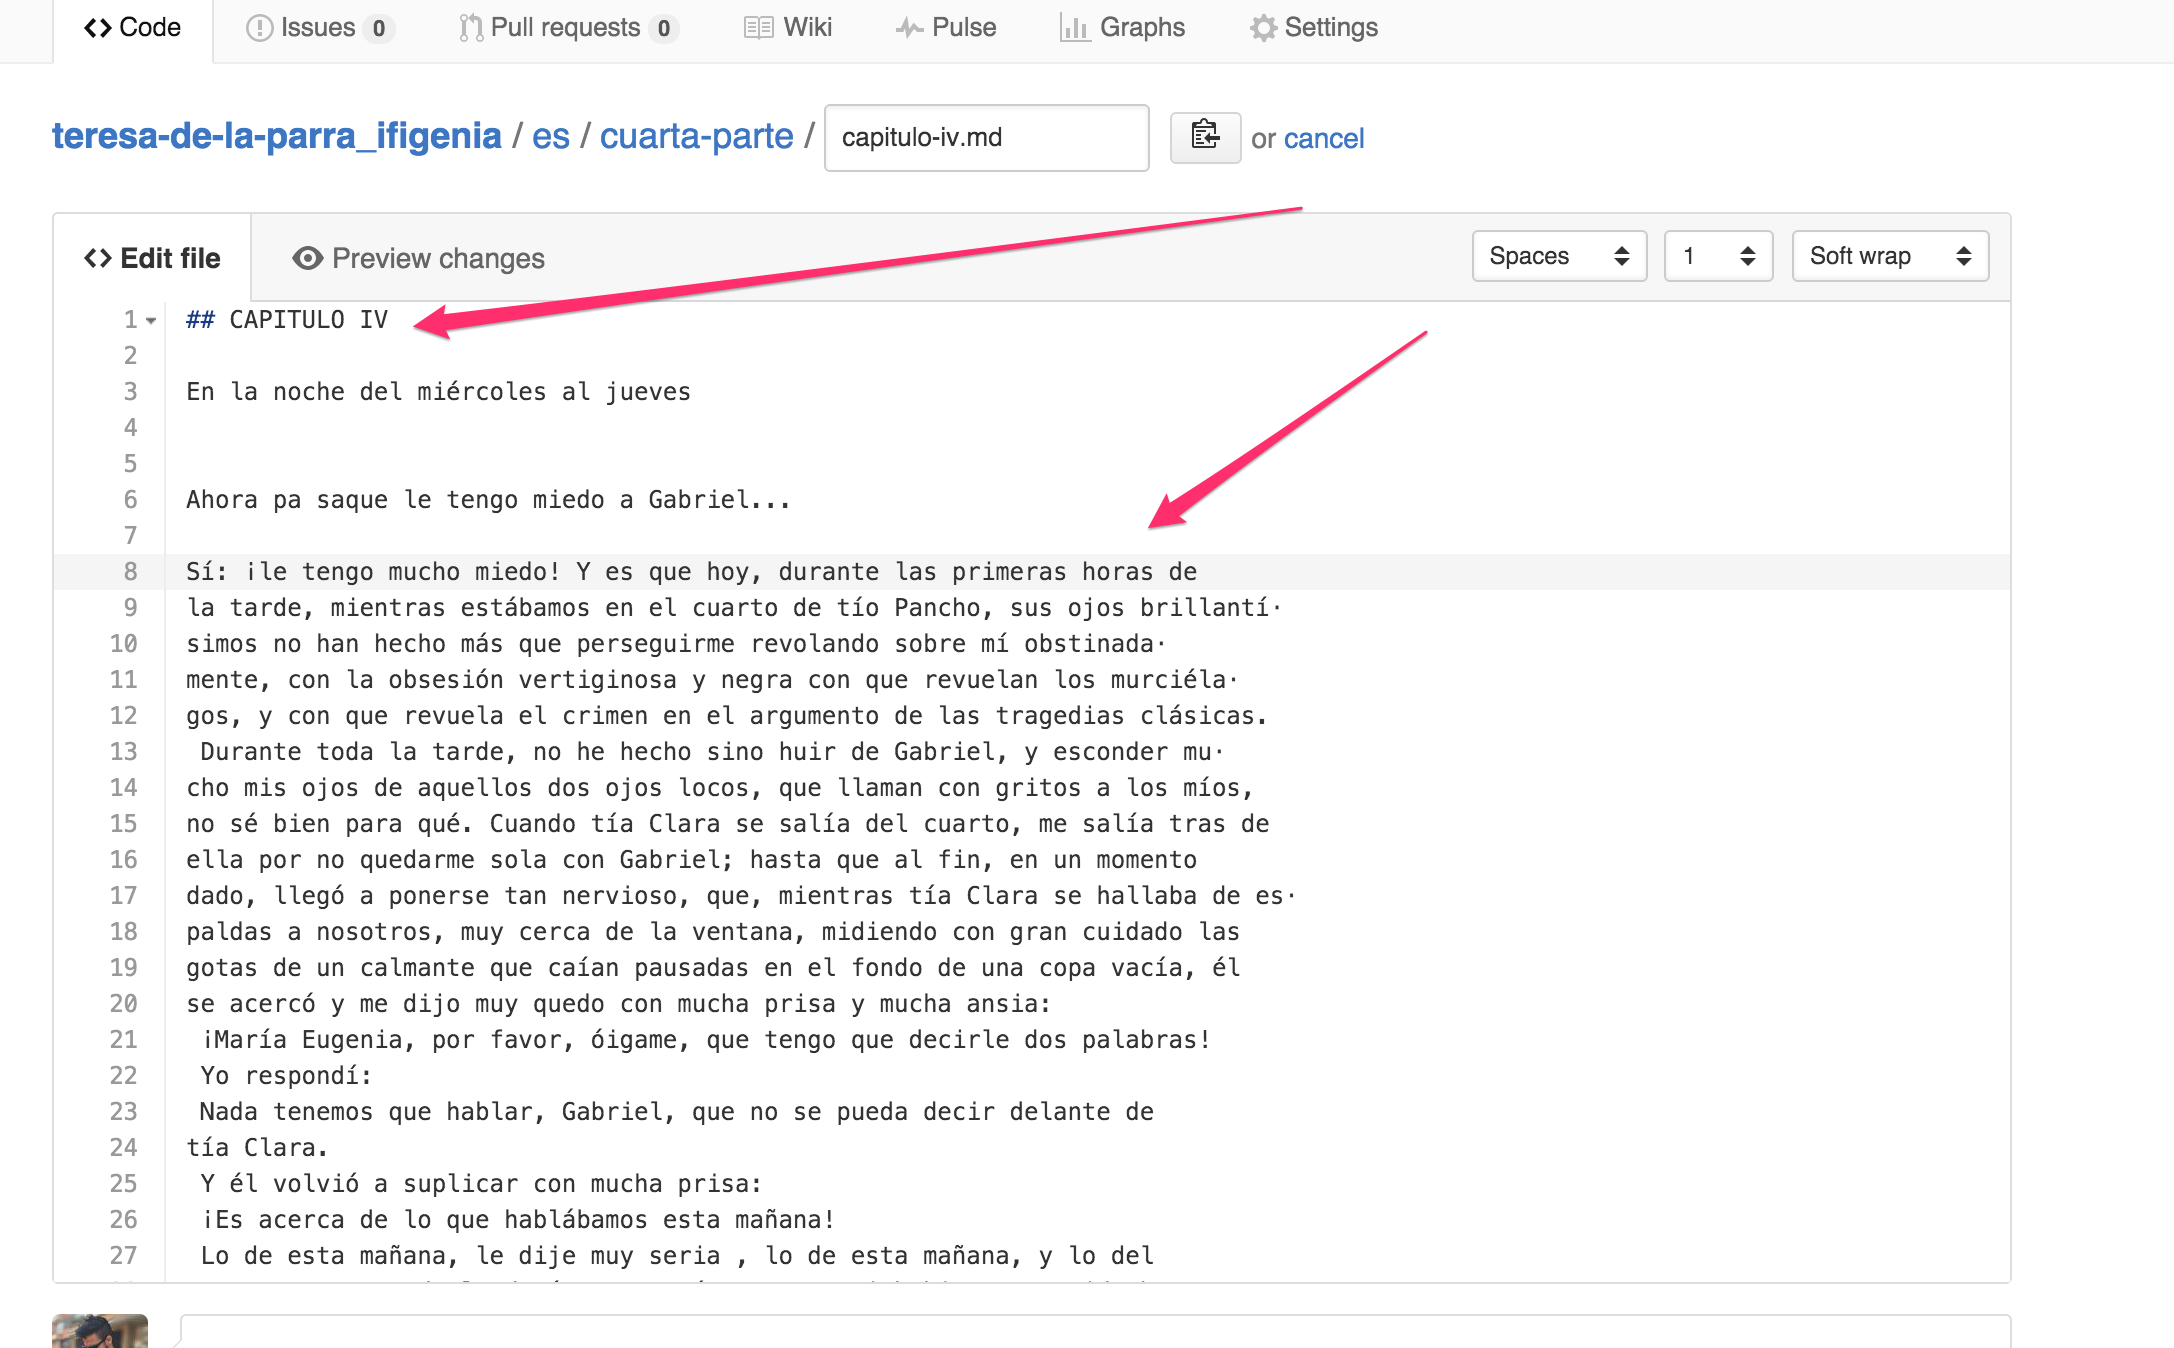 Code Issues 0 Pull requests 0 Wiki Pulse Graphs Settings
teresa-de-la-parra_ifigenia / es / cuarta-parte / capitulo-iv.md or cancel
Edit file Preview changes Spaces 1 Soft wrap
1 ## CAPITULO IV
2
3 En la noche del miércoles al jueves
4
5
6 Ahora pa saque le tengo miedo a Gabriel...
7
8 Sí: ¡le tengo mucho miedo! Y es que hoy, durante las primeras horas de
9 la tarde, mientras estábamos en el cuarto de tío Pancho, sus ojos brillantí·
10 simos no han hecho más que perseguirme revolando sobre mí obstinada·
11 mente, con la obsesión vertiginosa y negra con que revuelan los murciéla·
12 gos, y con que revuela el crimen en el argumento de las tragedias clásicas.
13 Durante toda la tarde, no he hecho sino huir de Gabriel, y esconder mu·
14 cho mis ojos de aquellos dos ojos locos, que llaman con gritos a los míos,
15 no sé bien para qué. Cuando tía Clara se salía del cuarto, me salía tras de
16 ella por no quedarme sola con Gabriel; hasta que al fin, en un momento
17 dado, llegó a ponerse tan nervioso, que, mientras tía Clara se hallaba de es·
18 paldas a nosotros, muy cerca de la ventana, midiendo con gran cuidado las
19 gotas de un calmante que caían pausadas en el fondo de una copa vacía, él
20 se acercó y me dijo muy quedo con mucha prisa y mucha ansia:
21 ¡María Eugenia, por favor, óigame, que tengo que decirle dos palabras!
22 Yo respondí:
23 Nada tenemos que hablar, Gabriel, que no se pueda decir delante de
24 tía Clara.
25 Y él volvió a suplicar con mucha prisa:
26 ¡Es acerca de lo que hablábamos esta mañana!
27 Lo de esta mañana, le dije muy seria , lo de esta mañana, y lo del